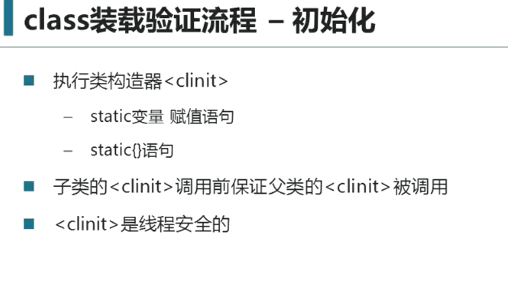 class装载验证流程 – 初始化
执行类构造器<clinit>
– static变量 赋值语句
– static{}语句
子类的<clinit>调用前保证父类的<clinit>被调用
<clinit>是线程安全的